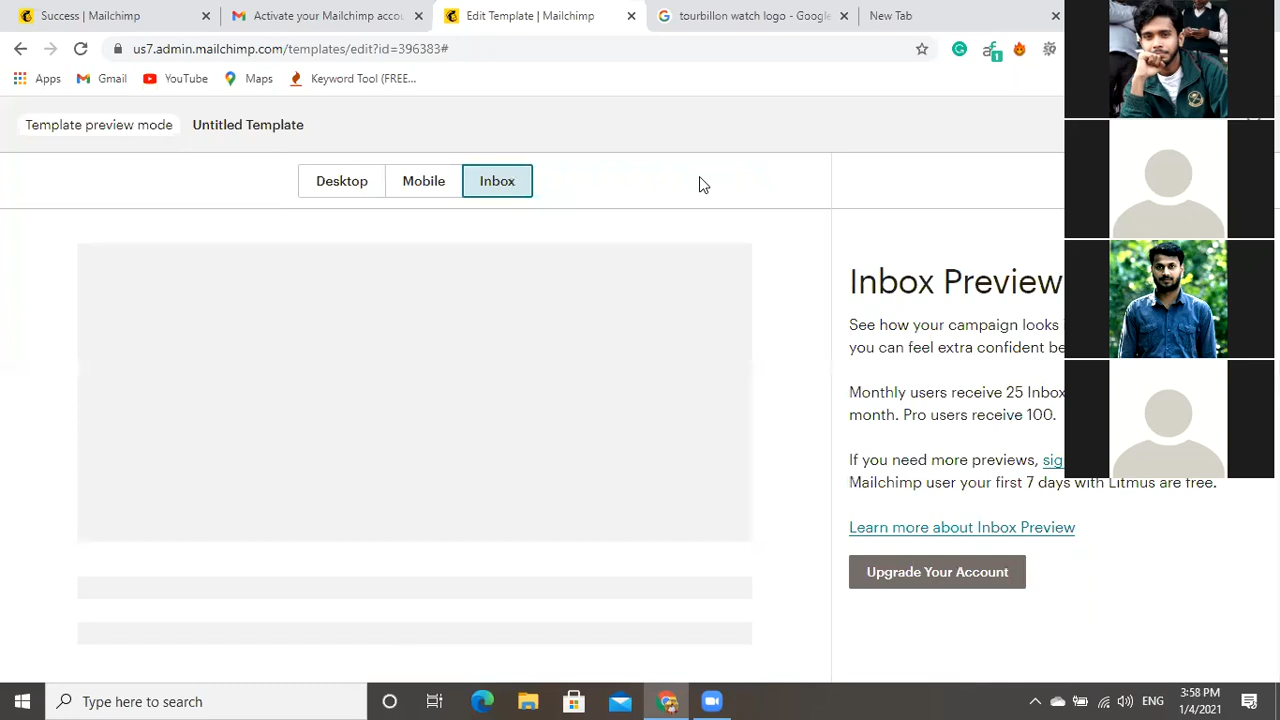 Success | Mailchimp
Activate your Mailchimp accou
Edit Template | Mailchimp
tourbillon watch logo - Google
New Tab
us7.admin.mailchimp.com/templates/edit?id=396383#
1
Apps
Gmail
YouTube
Maps
Keyword Tool (FREE...
Template preview mode
Untitled Template
Desktop
Mobile
Inbox
Inbox Preview
See how your campaign looks i
you can feel extra confident be
Monthly users receive 25 Inbox
month. Pro users receive 100.
If you need more previews, sig
Mailchimp user your first 7 days with Litmus are free.
Learn more about Inbox Preview
Upgrade Your Account
Type here to search
ENG
3:58 PM
1/4/2021